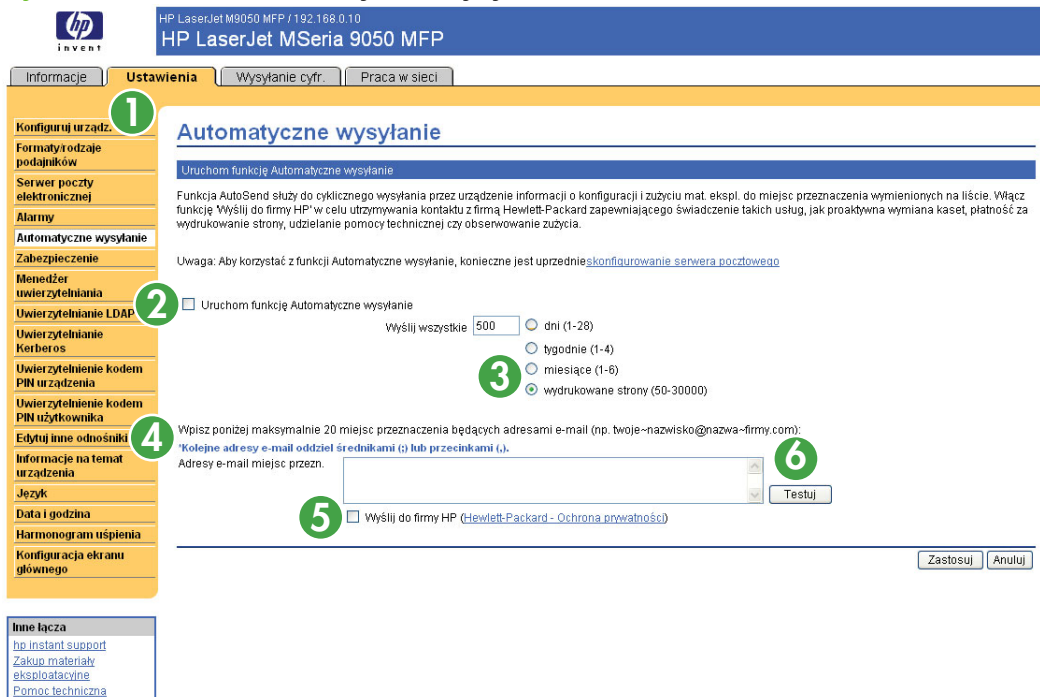 hp
invent
HP LaserJet M9050 MFP / 192.168.0.10
HP LaserJet MSeria 9050 MFP
Informacje
Ustawienia
Wysyłanie cyfr.
Praca w sieci
1
Konfiguruj urządz.
Formaty/rodzaje
podajników
Serwer poczty
elektronicznej
Alarmy
Automatyczne wysyłanie
Zabezpieczenie
Menedżer
uwierzytelniania
Uwierzytelnianie LDAP
Uwierzytelnianie
Kerberos
Uwierzytelnienie kodem
PIN urządzenia
Uwierzytelnienie kodem
PIN użytkownika
Edytuj inne odnośniki
Informacje na temat
urządzenia
Język
Data i godzina
Harmonogram uśpienia
Konfiguracja ekranu
głównego
Inne łącza
hp instant support
Zakup materiały
eksploatacyjne
Pomoc techniczna
Automatyczne wysyłanie
Uruchom funkcję Automatyczne wysyłanie
Funkcja AutoSend służy do cyklicznego wysyłania przez urządzenie informacji o konfiguracji i zużyciu mat. ekspl. do miejsc przeznaczenia wymienionych na liście. Włącz
funkcję 'Wyślij do firmy HP' w celu utrzymywania kontaktu z firmą Hewlett-Packard zapewniającego świadczenie takich usług, jak proaktywna wymiana kaset, płatność za
wydrukowanie strony, udzielanie pomocy technicznej czy obserwowanie zużycia.
Uwaga: Aby korzystać z funkcji Automatyczne wysyłanie, konieczne jest uprzednieskonfigurowanie serwera pocztowego
2
Uruchom funkcję Automatyczne wysyłanie
Wyślij wszystkie 500 dni (1-28)
tygodnie (1-4)
miesiące (1-6)
3
wydrukowane strony (50-30000)
4
Wpisz poniżej maksymalnie 20 miejsc przeznaczenia będących adresami e-mail (np. twoje~nazwisko@nazwa~firmy.com):
*Kolejne adresy e-mail oddziel średnikami (;) lub przecinkami (,).
Adresy e-mail miejsc przezn.
6
Testuj
5
Wyślij do firmy HP (Hewlett-Packard - Ochrona prywatności)
Zastosuj
Anuluj